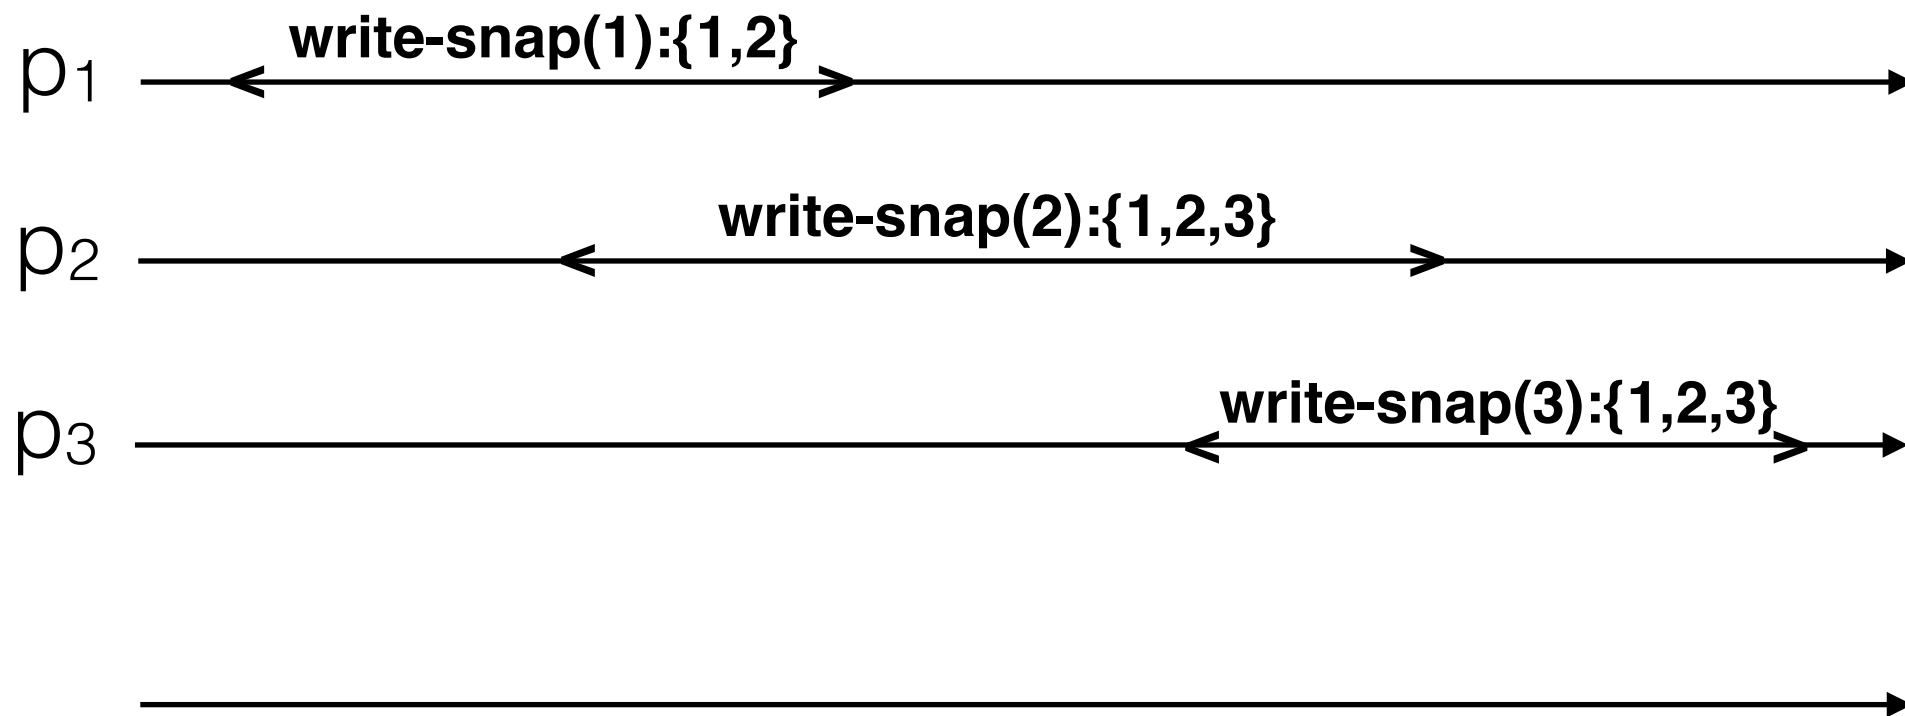 write-snap(1):{1,2}
p₁
write-snap(2):{1,2,3}
p₂
write-snap(3):{1,2,3}
p₃